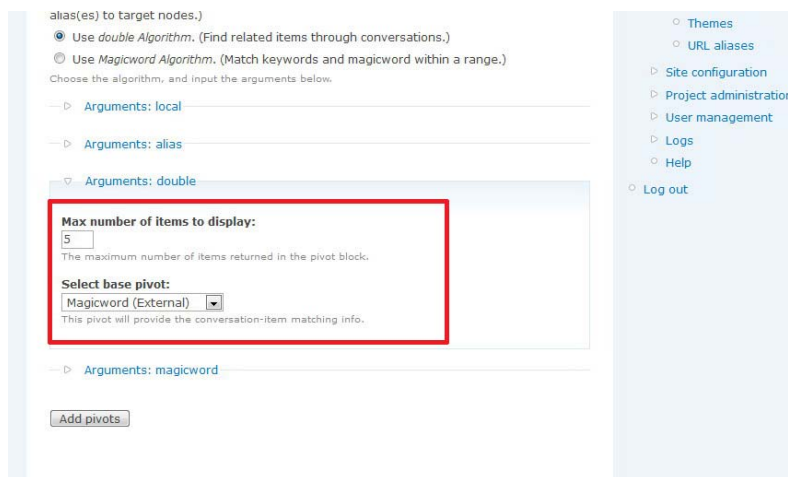 alias(es) to target nodes.)
Use double Algorithm. (Find related items through conversations.)
Use Magicword Algorithm. (Match keywords and magicword within a range.)
Choose the algorithm, and input the arguments below.
Arguments: local
Arguments: alias
Arguments: double
Max number of items to display:
5
The maximum number of items returned in the pivot block.
Select base pivot:
Magicword (External)
This pivot will provide the conversation-item matching info.
Arguments: magicword
Add pivots
Themes
URL aliases
Site configuration
Project administration
User management
Logs
Help
Log out